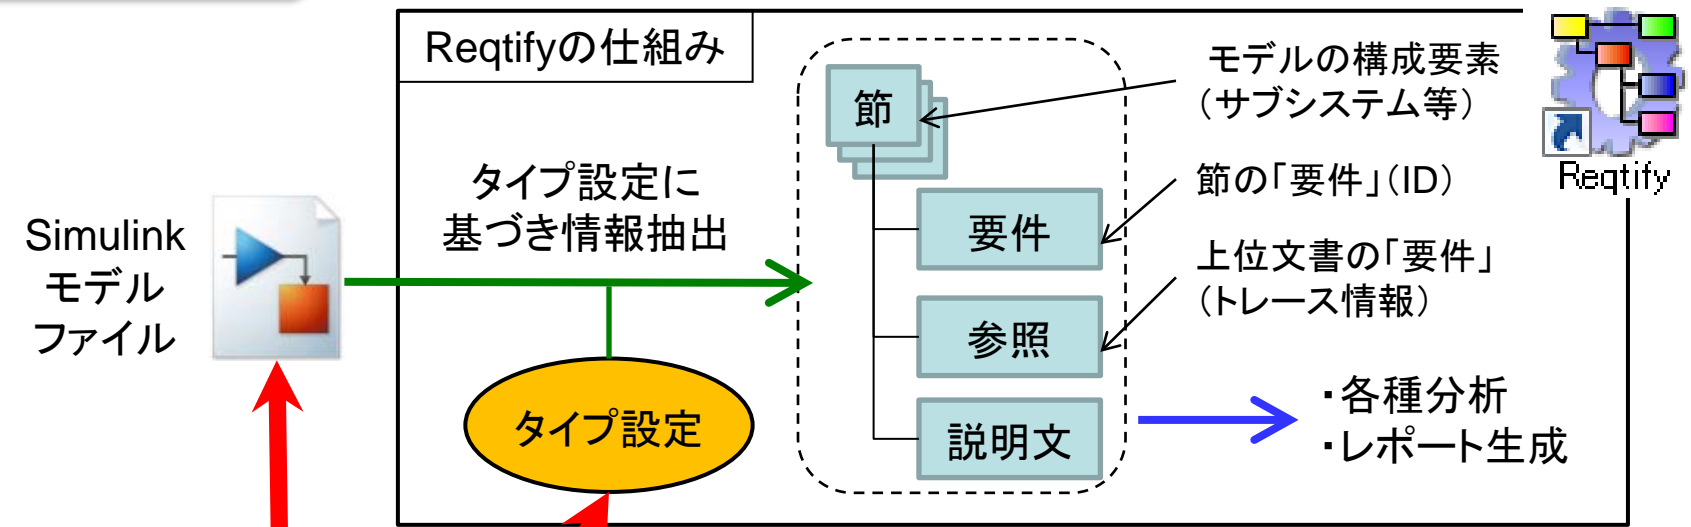 Reqtifyの仕組み
モデルの構成要素
（サブシステム等）
節
タイプ設定に
基づき情報抽出
節の「要件」（ID）
Reqtify
Simulink
モデル
ファイル
要件
上位文書の「要件」
（トレース情報）
参照
タイプ設定
説明文
・各種分析
・レポート生成